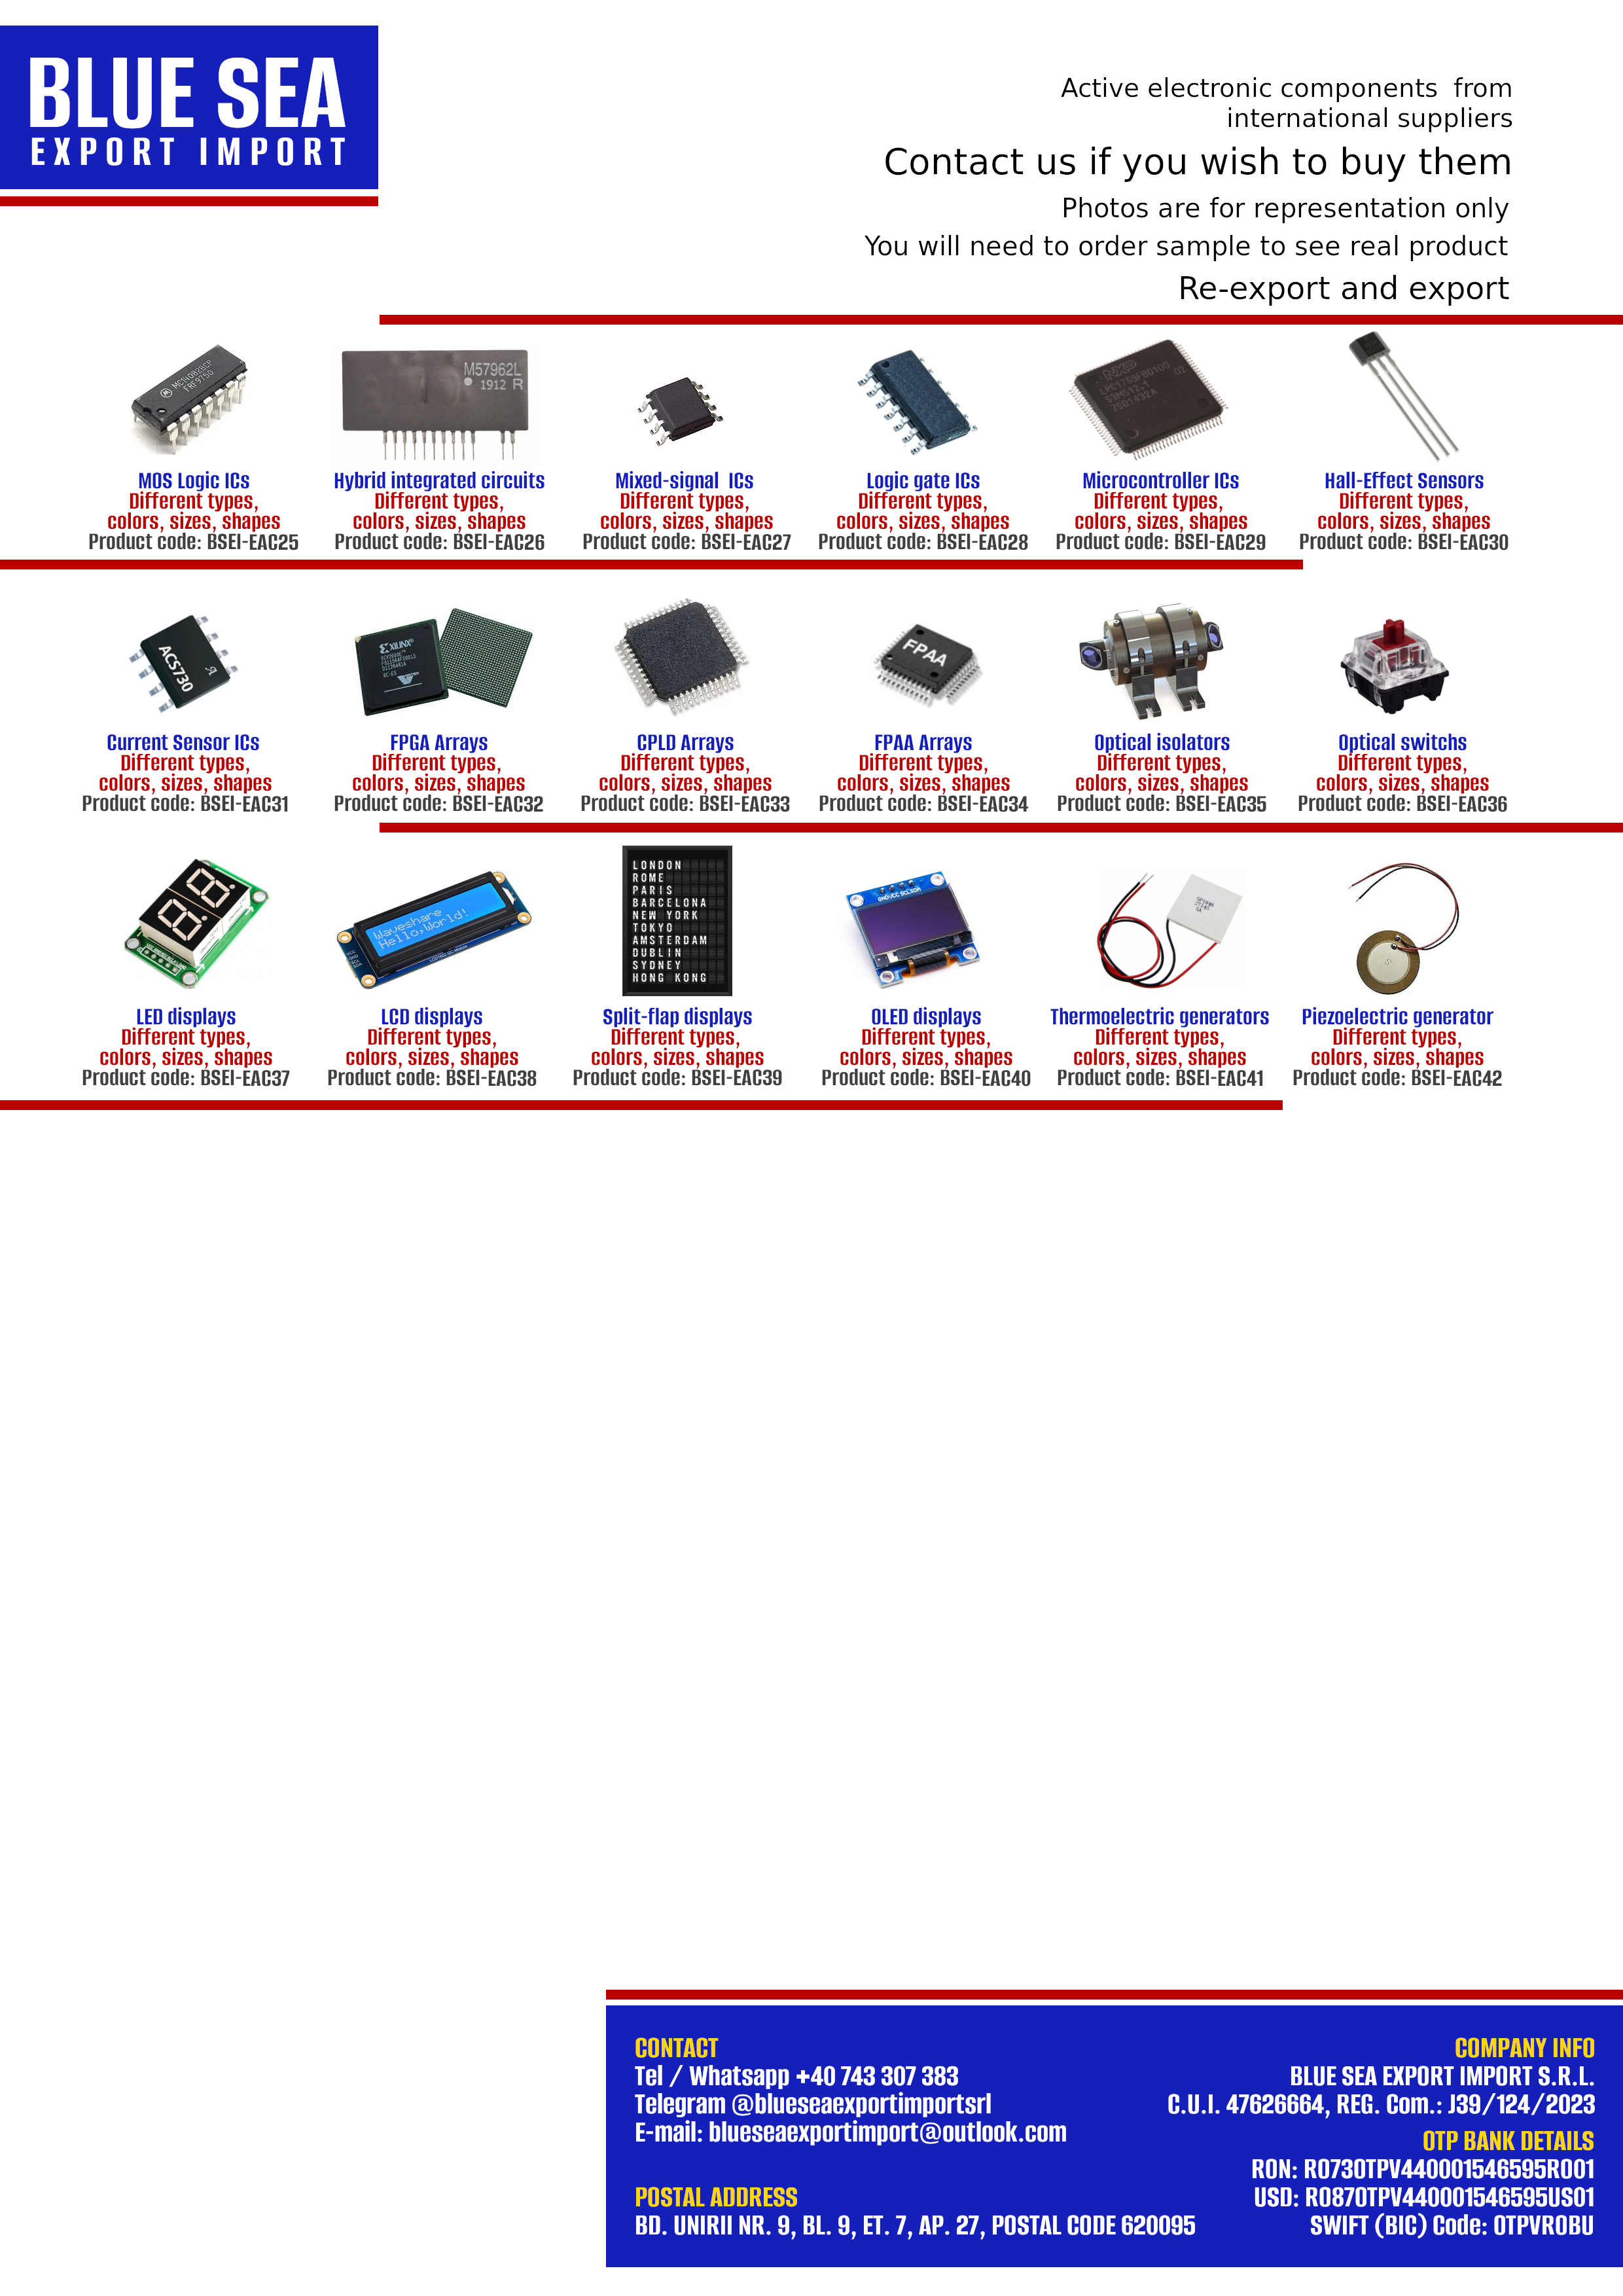 BLUE SEA
EXPORT IMPORT
Active electronic components from
international suppliers
Contact us if you wish to buy them
Photos are for representation only
You will need to order sample to see real product
Re-export and export
M57962L
1912 R
MOS Logic ICs
Different types,
colors, sizes, shapes
Product code: BSEI-EAC25
Hybrid integrated circuits
Different types,
colors, sizes, shapes
Product code: BSEI-EAC26
Mixed-signal ICs
Different types,
colors, sizes, shapes
Product code: BSEI-EAC27
Logic gate ICs
Different types,
colors, sizes, shapes
Product code: BSEI-EAC28
Microcontroller ICs
Different types,
colors, sizes, shapes
Product code: BSEI-EAC29
Hall-Effect Sensors
Different types,
colors, sizes, shapes
Product code: BSEI-EAC30
ACS730
XILINX
FPAA
Current Sensor ICs
Different types,
colors, sizes, shapes
Product code: BSEI-EAC31
FPGA Arrays
Different types,
colors, sizes, shapes
Product code: BSEI-EAC32
CPLD Arrays
Different types,
colors, sizes, shapes
Product code: BSEI-EAC33
FPAA Arrays
Different types,
colors, sizes, shapes
Product code: BSEI-EAC34
Optical isolators
Different types,
colors, sizes, shapes
Product code: BSEI-EAC35
Optical switchs
Different types,
colors, sizes, shapes
Product code: BSEI-EAC36
Waveshare
Hello,World!
LONDON
ROME
PARIS
BARCELONA
NEW YORK
TOKYO
AMSTERDAM
DUBLIN
SYDNEY
HONG KONG
LED displays
Different types,
colors, sizes, shapes
Product code: BSEI-EAC37
LCD displays
Different types,
colors, sizes, shapes
Product code: BSEI-EAC38
Split-flap displays
Different types,
colors, sizes, shapes
Product code: BSEI-EAC39
OLED displays
Different types,
colors, sizes, shapes
Product code: BSEI-EAC40
Thermoelectric generators
Different types,
colors, sizes, shapes
Product code: BSEI-EAC41
Piezoelectric generator
Different types,
colors, sizes, shapes
Product code: BSEI-EAC42
CONTACT
Tel / Whatsapp +40 743 307 383
Telegram @blueseaexportimportsrl
E-mail: blueseaexportimport@outlook.com
POSTAL ADDRESS
BD. UNIRII NR. 9, BL. 9, ET. 7, AP. 27, POSTAL CODE 620095
COMPANY INFO
BLUE SEA EXPORT IMPORT S.R.L.
C.U.I. 47626664, REG. Com.: J39/124/2023
OTP BANK DETAILS
RON: RO73OTPV440001546595RO01
USD: RO87OTPV440001546595US01
SWIFT (BIC) Code: OTPVROBU